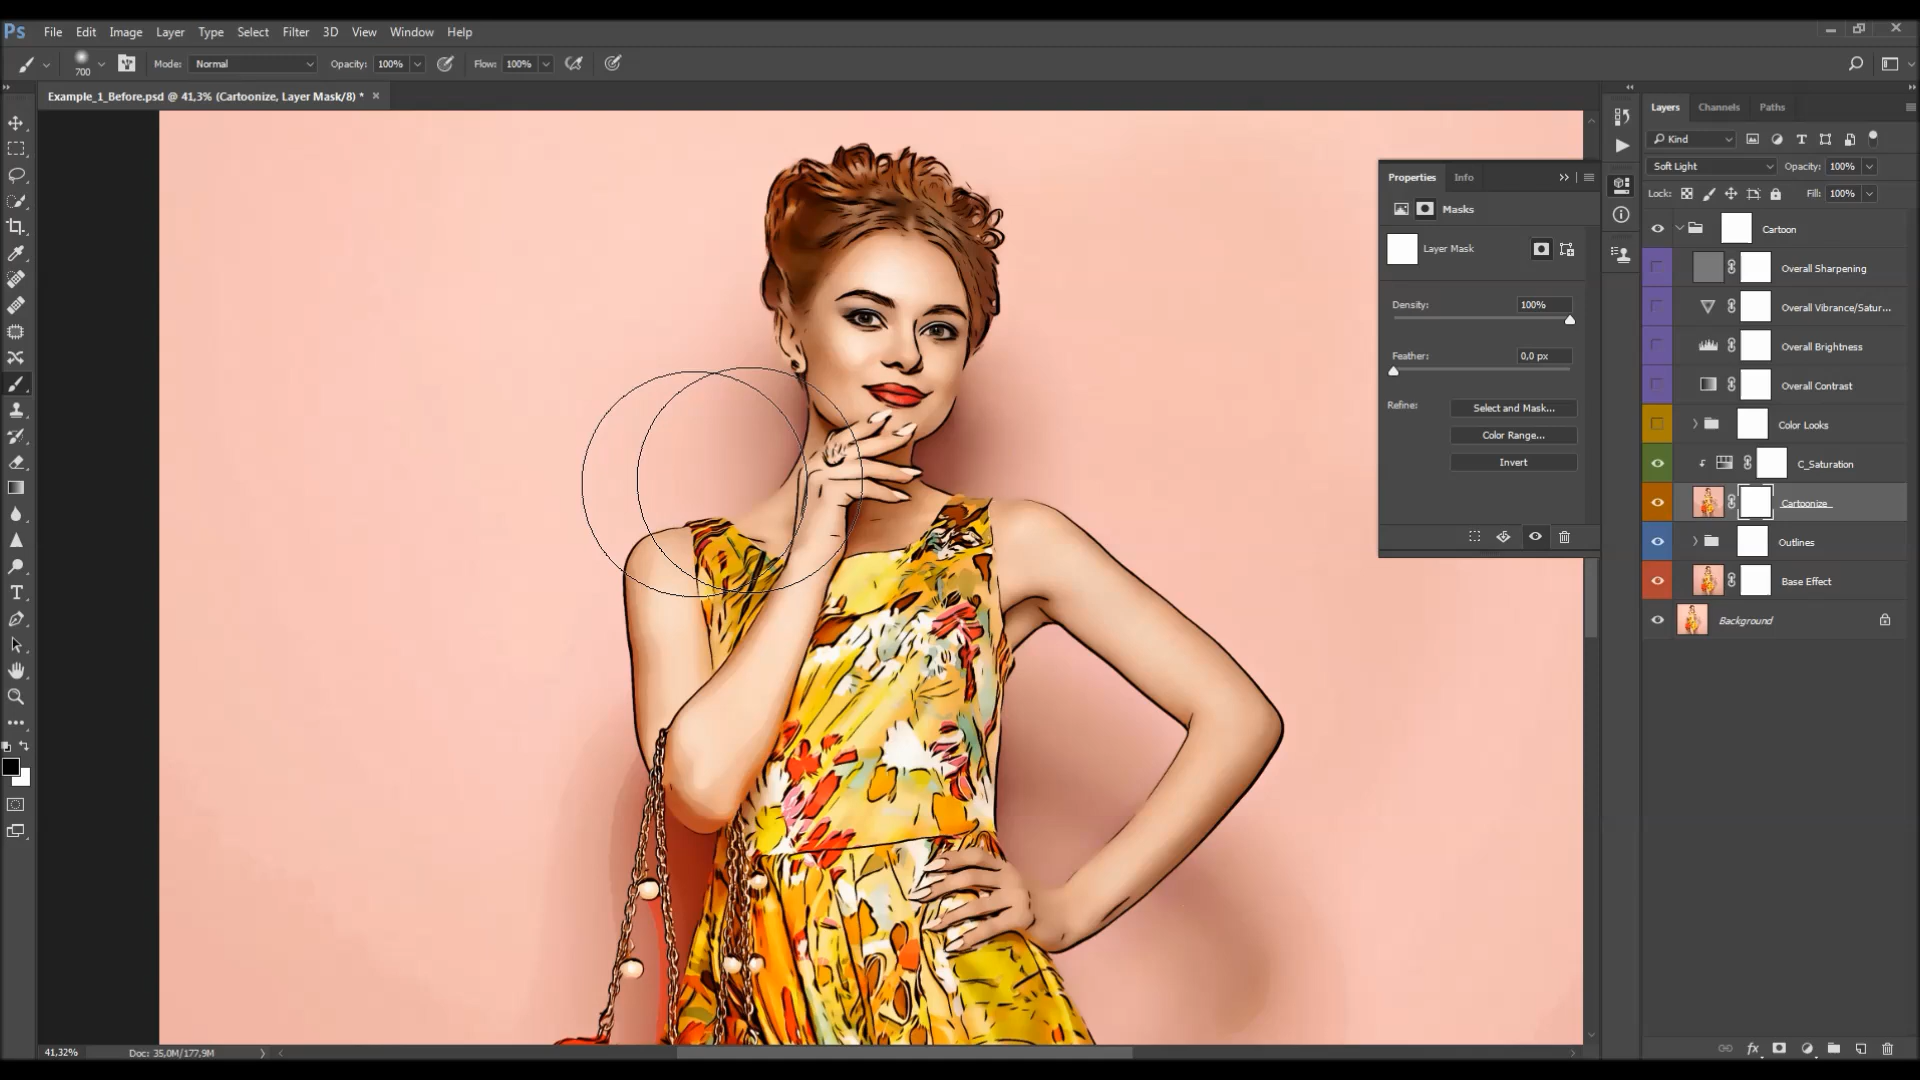 Ps File Edit Image Layer Type Select Filter 3D View Window Help
700 Mode: Normal Opacity: 100% Flow: 100%
Example_1_Before.psd @ 41,3% (Cartoonize, Layer Mask/8) * ×
Properties Info
Masks
Layer Mask
Density: 100%
Feather: 0,0 px
Refine: Select and Mask...
Color Range...
Invert
Layers Channels Paths
Kind
Soft Light Opacity: 100%
Lock: Fill: 100%
Cartoon
Overall Sharpening
Overall Vibrance/Satur...
Overall Brightness
Overall Contrast
Color Looks
C_Saturation
Cartoonize
Outlines
Base Effect
Background
fx
41,32% Doc: 35,0M/177,9M